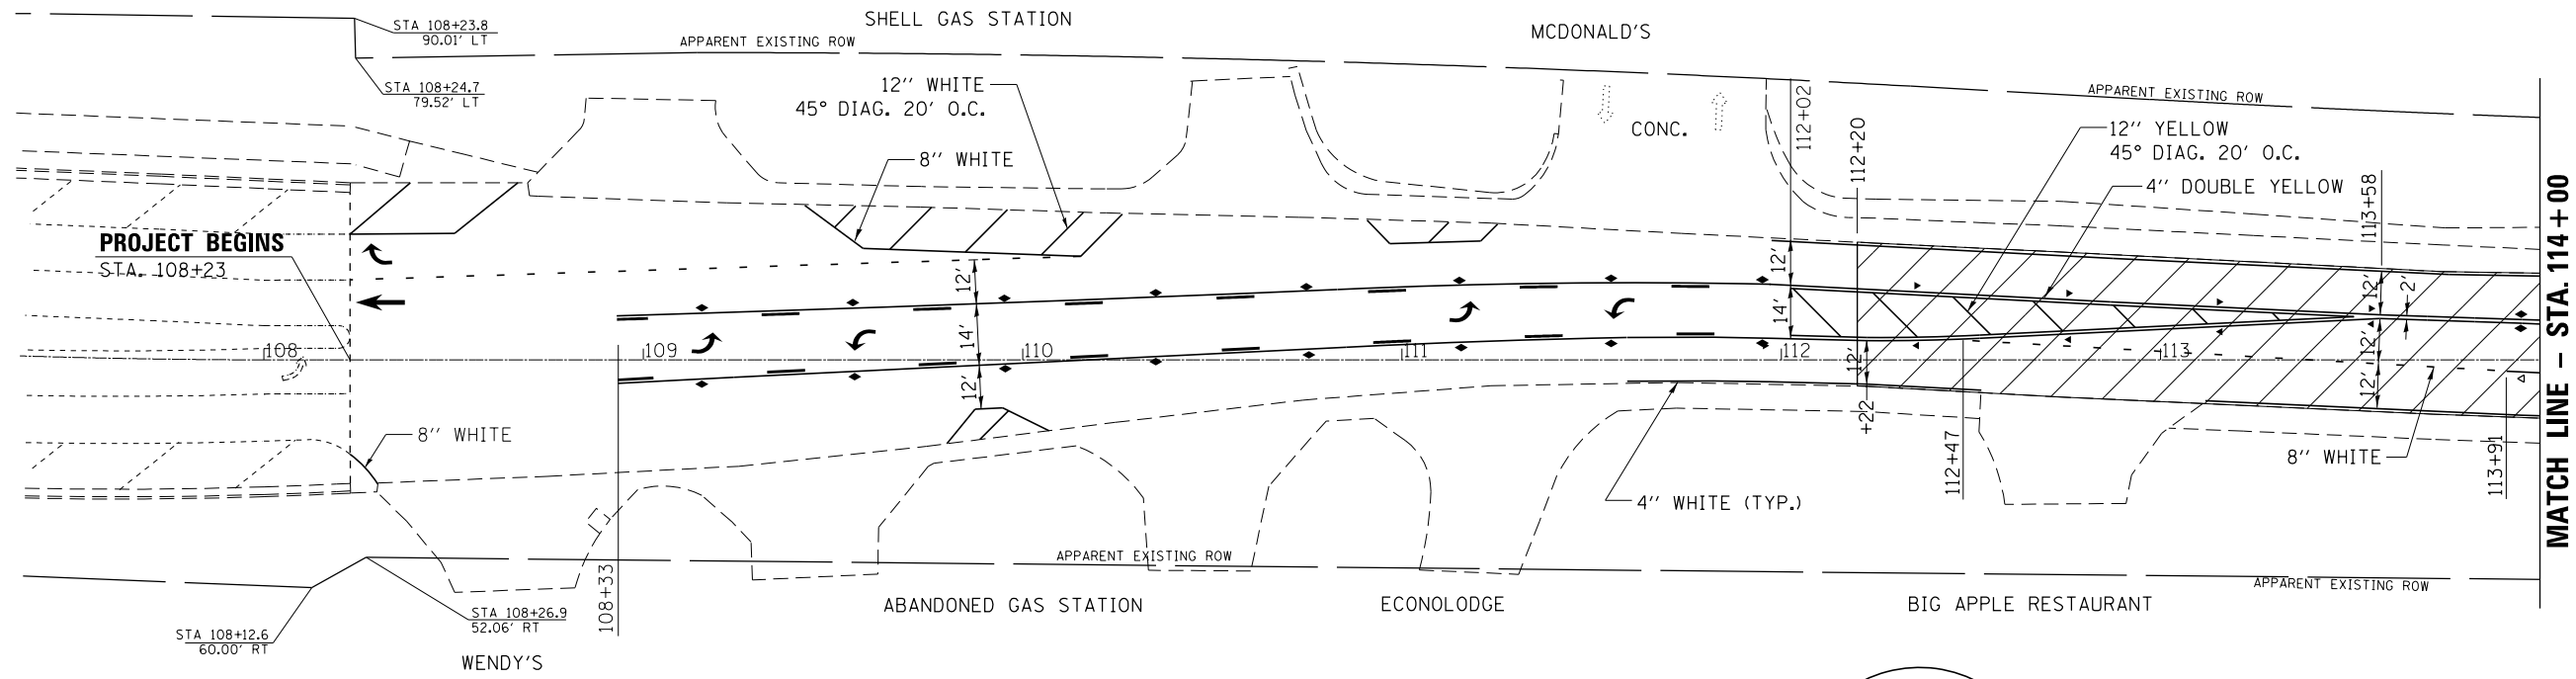 SHELL GAS STATION
MCDONALD'S
STA 108+23.8
90.01' LT
APPARENT EXISTING ROW
STA 108+24.7
79.52' LT
12'' WHITE
45° DIAG. 20' O.C.
8'' WHITE
CONC.
112+02
112+20
APPARENT EXISTING ROW
12'' YELLOW
45° DIAG. 20' O.C.
4'' DOUBLE YELLOW
113+58
MATCH LINE - STA. 114+00
PROJECT BEGINS
STA. 108+23
12'
14'
12'
12'
14'
12'
12'
2'
12'
12'
108
109
110
111
112
113
+22
8'' WHITE
108+33
4'' WHITE (TYP.)
112+47
8'' WHITE
113+91
APPARENT EXISTING ROW
APPARENT EXISTING ROW
STA 108+12.6
60.00' RT
STA 108+26.9
52.06' RT
WENDY'S
ABANDONED GAS STATION
ECONOLODGE
BIG APPLE RESTAURANT